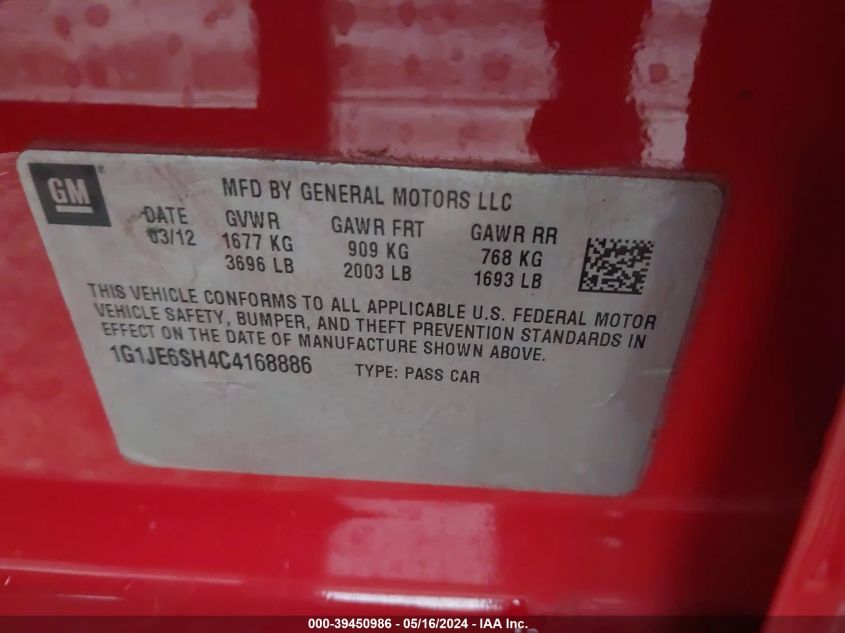 GM
MFD BY GENERAL MOTORS LLC
DATE GVWR GAWR FRT GAWR RR
03/12 1677 KG 909 KG 768 KG
3696 LB 2003 LB 1693 LB
THIS VEHICLE CONFORMS TO ALL APPLICABLE U.S. FEDERAL MOTOR
VEHICLE SAFETY, BUMPER, AND THEFT PREVENTION STANDARDS IN
EFFECT ON THE DATE OF MANUFACTURE SHOWN ABOVE.
1G1JE6SH4C4168886 TYPE: PASS CAR
000-39450986 - 05/16/2024 - IAA Inc.